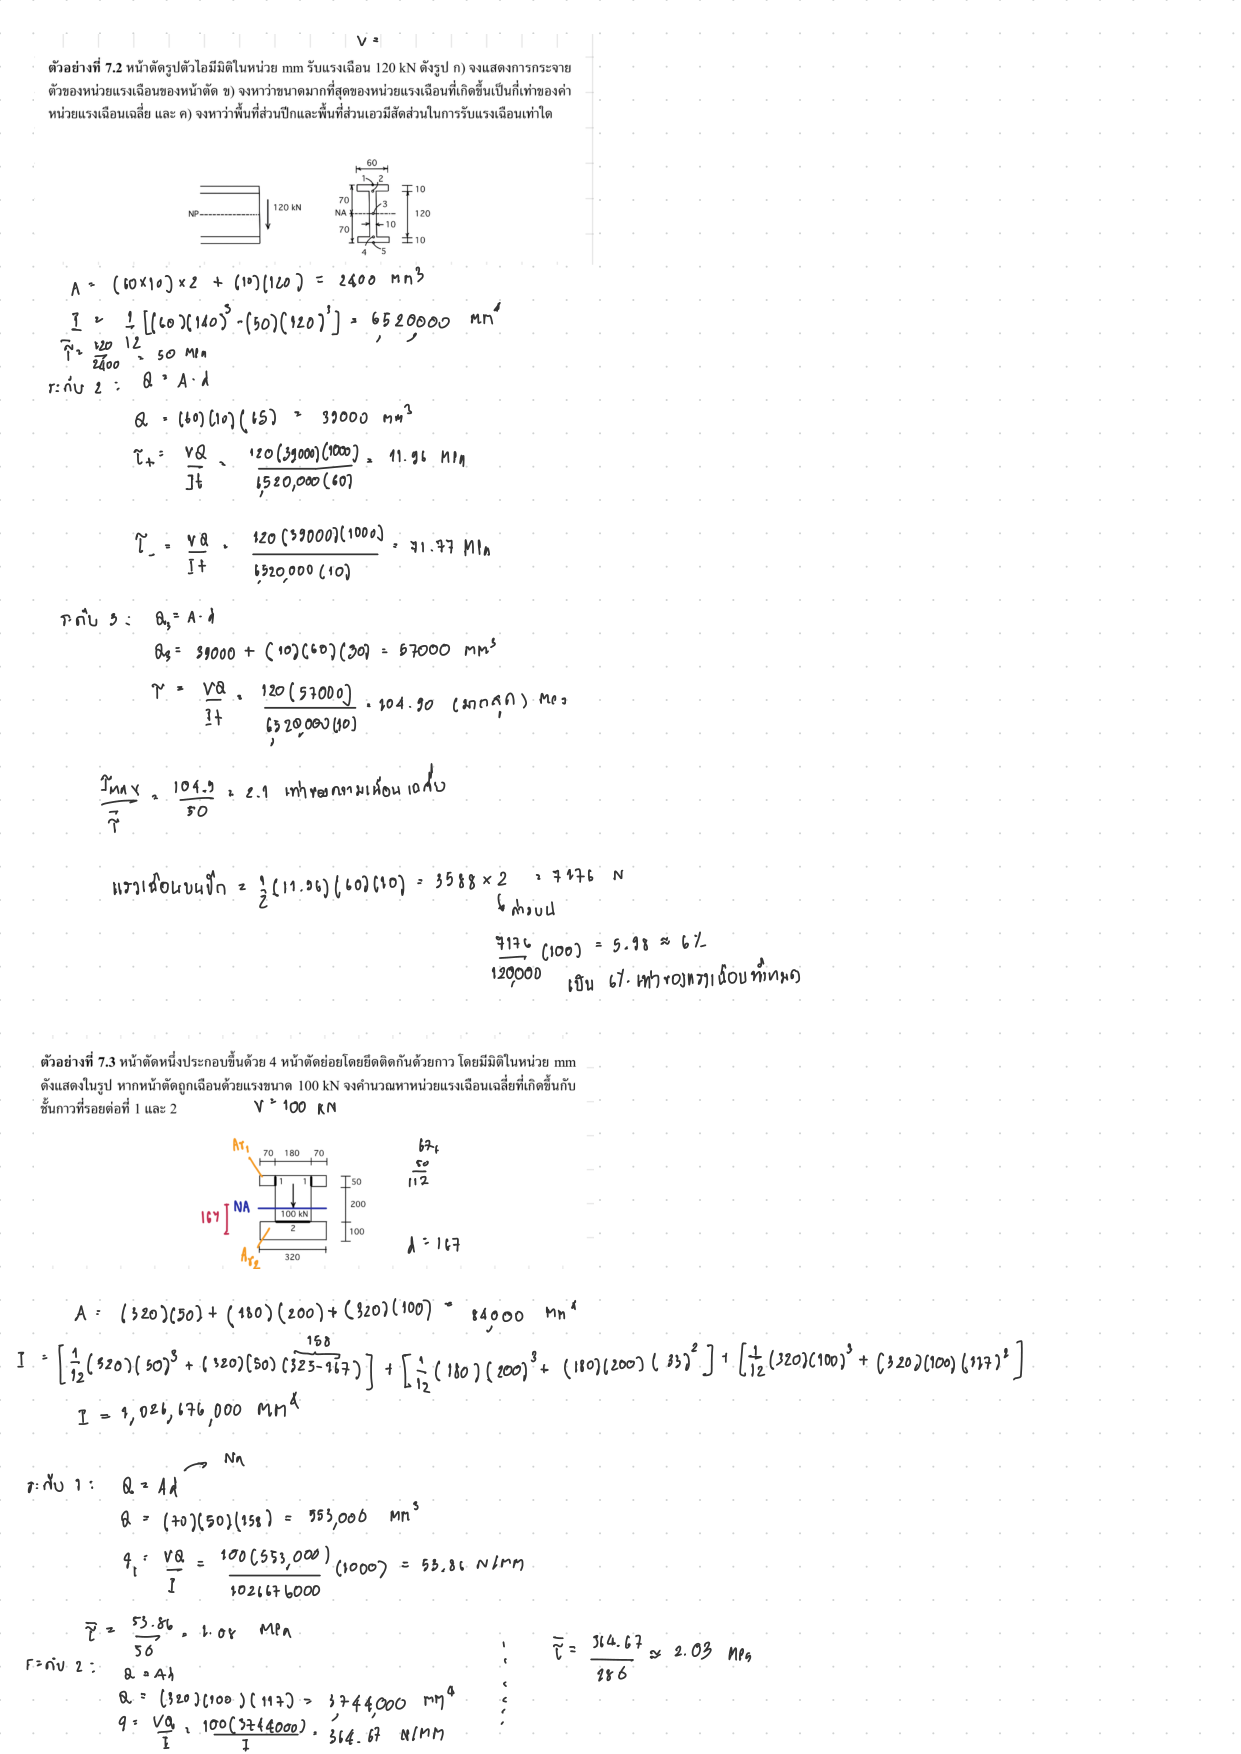 V =
ตัวอย่างที่ 7.2 หน้าตัดรูปตัวไอมีมิติในหน่วย mm รับแรงเฉือน 120 kN ดังรูป ก) จงแสดงการกระจาย
ตัวของหน่วยแรงเฉือนของหน้าตัด ข) จงหาว่าขนาดมากที่สุดของหน่วยแรงเฉือนที่เกิดขึ้นเป็นกี่เท่าของค่า
หน่วยแรงเฉือนเฉลี่ย และ ค) จงหาว่าพื้นที่ส่วนปีกและพื้นที่ส่วนเอวมีสัดส่วนในการรับแรงเฉือนเท่าใด
60
1 2
10
70
NP 120 kN NA 3 120
10
70
10
4 5
A = (60×10)×2 + (10)(120) = 2400 mm³
I = 1/12 [(60)(140)³ - (50)(120)³] = 6520000 mm⁴
τ̄ = 120/2400 = 50 MPa
ระดับ 2 : Q = A·d
Q = (60)(10)(65) = 39000 mm³
τ+ = VQ/It = 120(39000)(1000)/6,520,000(60) = 11.96 MPa
τ- = VQ/It = 120(39000)(1000)/6,520,000(10) = 71.77 MPa
ระดับ 3 : Q₃ = A·d
Q₃ = 39000 + (10)(60)(30) = 57000 mm³
τ = VQ/It = 120(57000)/6,520,000(10) = 104.90 (มากสุด) MPa
τmax/τ̄ = 104.9/50 = 2.1 เท่าของความเฉือนเฉลี่ย
แรงเฉือนบนปีก = 1/2 (11.96)(60)(10) = 3588 × 2 = 7176 N
7176/120,000 (100) = 5.98 ≈ 6%
เป็น 6% เท่าของแรงเฉือนทั้งหมด
ตัวอย่างที่ 7.3 หน้าตัดหนึ่งประกอบขึ้นด้วย 4 หน้าตัดย่อยโดยยึดติดกันด้วยกาว โดยมีมิติในหน่วย mm
ดังแสดงในรูป หากหน้าตัดถูกเฉือนด้วยแรงขนาด 100 kN จงคำนวณหาหน่วยแรงเฉือนเฉลี่ยที่เกิดขึ้นกับ
ชั้นกาวที่รอยต่อที่ 1 และ 2
V = 100 kN
Ar₁
70 180 70
1 1 50
NA 200
167 100 kN
2 100
Ar₂ 320
50
112
d = 167
A = (320)(50) + (180)(200) + (320)(100) = 84,000 mm⁴
158
I = [1/12 (320)(50)³ + (320)(50)(325-167)] + [1/12 (180)(200)³ + (180)(200)(33)²] + [1/12 (320)(100)³ + (320)(100)(117)²]
I = 1,026,676,000 mm⁴
NA
ระดับ 1 : Q = Ad
Q = (70)(50)(158) = 553,000 mm³
q₁ = VQ/I = 100(553,000)/1026676000 (1000) = 53.86 N/mm
τ̄ = 53.86/50 = 1.08 MPa
ระดับ 2 : Q = Ad
Q = (320)(100)(117) = 3,744,000 mm⁴
q = VQ/I = 100(3744000)/I = 364.67 N/mm
τ̄ = 364.67/180 ≈ 2.03 MPa